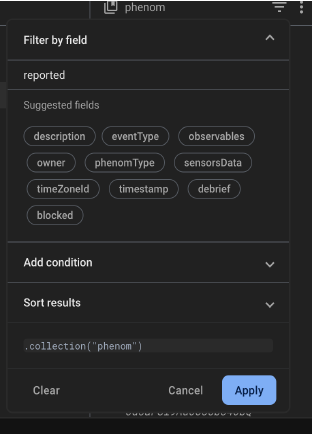 phenom
Filter by field
reported
Suggested fields
description eventType observables
owner phenomType sensorsData
timeZoneId timestamp debrief
blocked
Add condition
Sort results
.collection("phenom")
Clear Cancel Apply